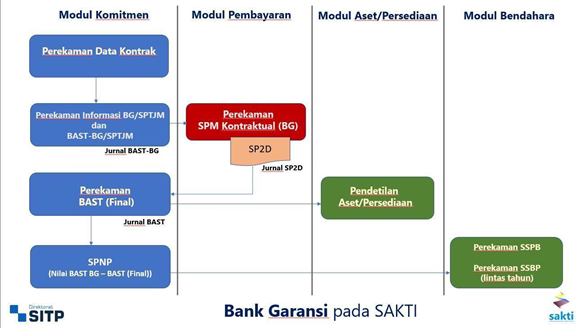 Modul Komitmen
Modul Pembayaran
Modul Aset/Persediaan
Modul Bendahara
Perekaman Data Kontrak
Perekaman Informasi BG/SPTJM
dan
BAST-BG/SPTJM
Jurnal BAST-BG
Perekaman
SPM Kontraktual (BG)
SP2D
Jurnal SP2D
Perekaman
BAST (Final)
Jurnal BAST
Pendetilan
Aset/Persediaan
SPNP
(Nilai BAST BG – BAST (Final))
Perekaman SSPB
Perekaman SSBP
(lintas tahun)
Direktorat
SITP
Bank Garansi pada SAKTI
sakti